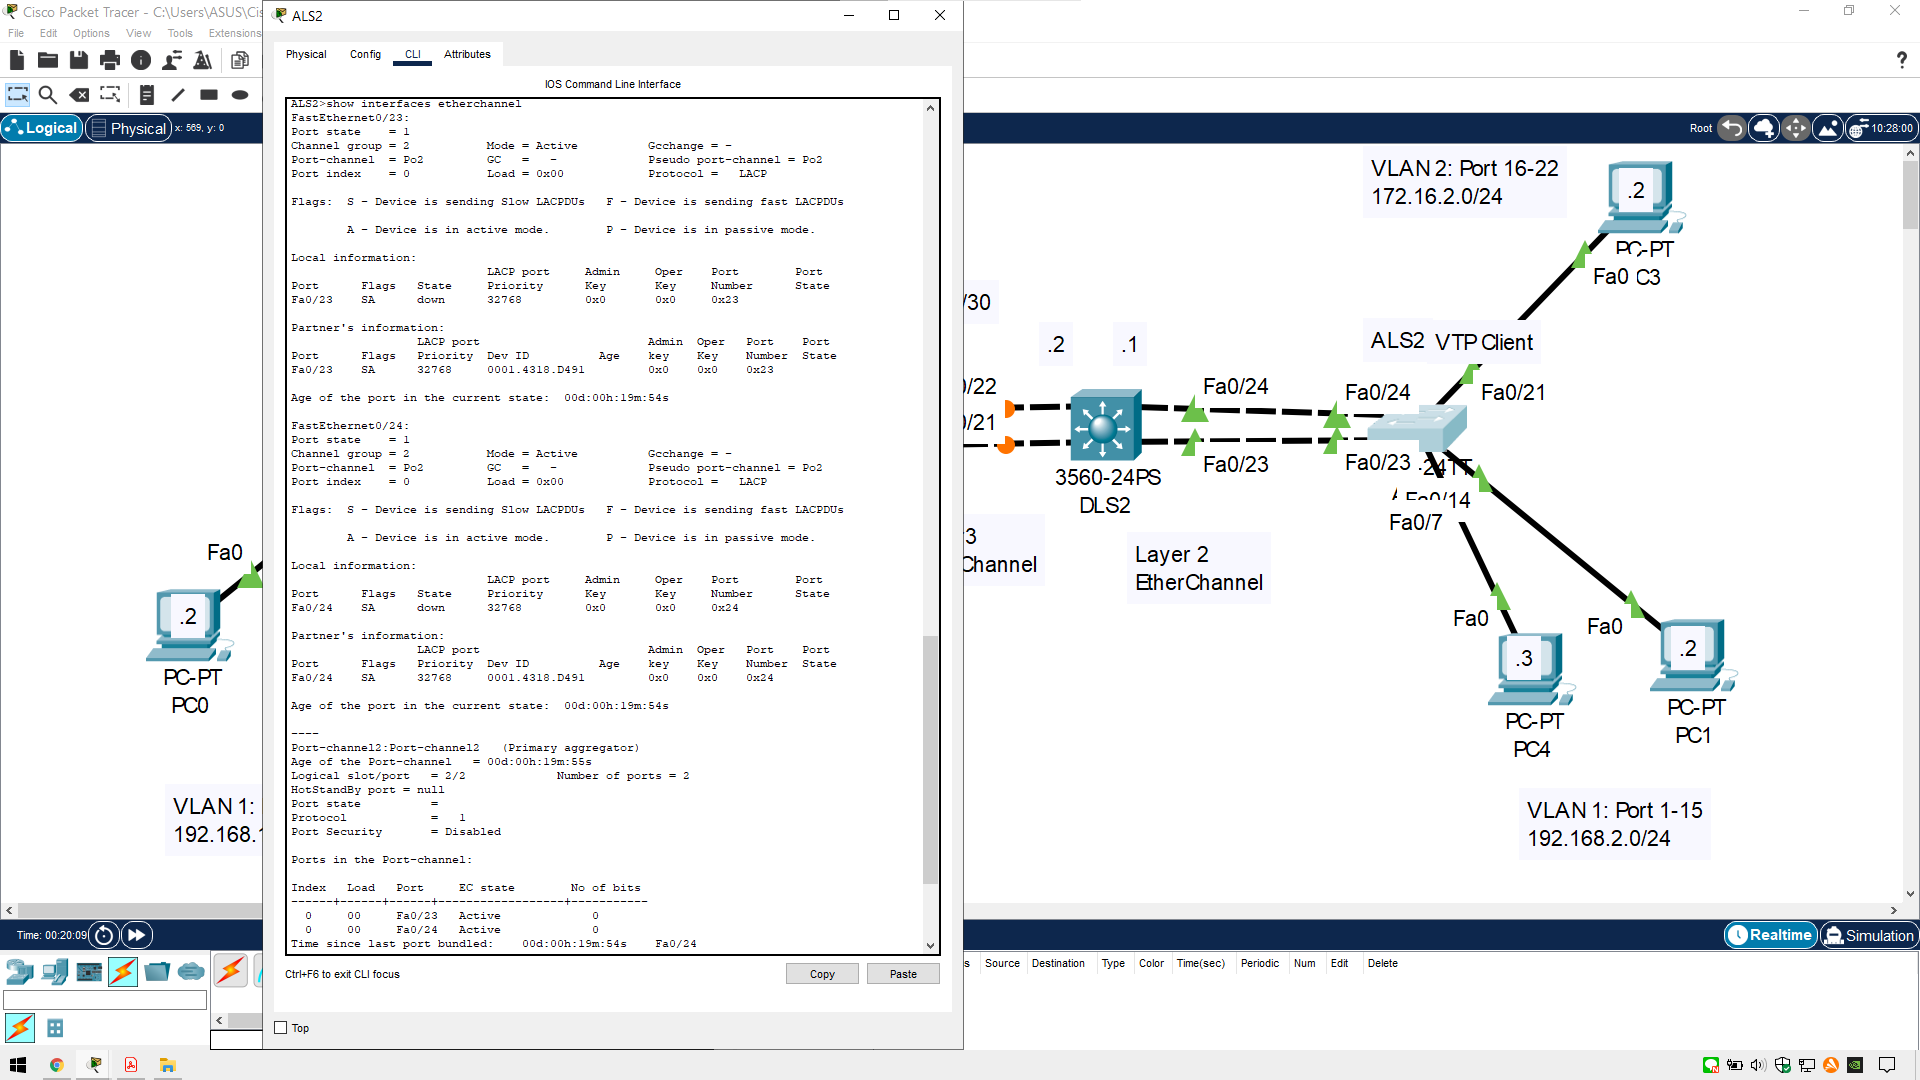 Cisco Packet Tracer - C:\Users\ASUS\Cis
File Edit Options View Tools Extensions
Logical
Physical
x: 569, y: 0
Root
10:28:00
ALS2
Physical Config CLI Attributes
IOS Command Line Interface
ALS2>show interfaces etherchannel
FastEthernet0/23:
Port state = 1
Channel group = 2 Mode = Active Gcchange = -
Port-channel = Po2 GC = - Pseudo port-channel = Po2
Port index = 0 Load = 0x00 Protocol = LACP
Flags: S - Device is sending Slow LACPDUs F - Device is sending fast LACPDUs
A - Device is in active mode. P - Device is in passive mode.
Local information:
LACP port Admin Oper Port Port
Port Flags State Priority Key Key Number State
Fa0/23 SA down 32768 0x0 0x0 0x23
Partner's information:
LACP port Admin Oper Port Port
Port Flags Priority Dev ID Age key Key Number State
Fa0/23 SA 32768 0001.4318.D491 0x0 0x0 0x23
Age of the port in the current state: 00d:00h:19m:54s
FastEthernet0/24:
Port state = 1
Channel group = 2 Mode = Active Gcchange = -
Port-channel = Po2 GC = - Pseudo port-channel = Po2
Port index = 0 Load = 0x00 Protocol = LACP
Flags: S - Device is sending Slow LACPDUs F - Device is sending fast LACPDUs
A - Device is in active mode. P - Device is in passive mode.
Local information:
LACP port Admin Oper Port Port
Port Flags State Priority Key Key Number State
Fa0/24 SA down 32768 0x0 0x0 0x24
Partner's information:
LACP port Admin Oper Port Port
Port Flags Priority Dev ID Age key Key Number State
Fa0/24 SA 32768 0001.4318.D491 0x0 0x0 0x24
Age of the port in the current state: 00d:00h:19m:54s
----
Port-channel2:Port-channel2 (Primary aggregator)
Age of the Port-channel = 00d:00h:19m:55s
Logical slot/port = 2/2 Number of ports = 2
HotStandBy port = null
Port state =
Protocol = 1
Port Security = Disabled
Ports in the Port-channel:
Index Load Port EC state No of bits
------+------+------+------------------+-----------
0 00 Fa0/23 Active 0
0 00 Fa0/24 Active 0
Time since last port bundled: 00d:00h:19m:54s Fa0/24
Ctrl+F6 to exit CLI focus
Copy
Paste
Top
Fa0
.2
PC-PT
PC0
VLAN 1:
192.168.1
VLAN 2: Port 16-22
172.16.2.0/24
.2
PC-PT
Fa0
C3
/30
.2
.1
ALS2
VTP Client
/22
/21
Fa0/24
Fa0/24
Fa0/21
Fa0/23
Fa0/23
24TT
3560-24PS
DLS2
Fa0/14
Fa0/7
3
Channel
Layer 2
EtherChannel
Fa0
Fa0
.3
.2
PC-PT
PC4
PC-PT
PC1
VLAN 1: Port 1-15
192.168.2.0/24
Time: 00:20:09
Realtime
Simulation
s Source Destination Type Color Time(sec) Periodic Num Edit Delete